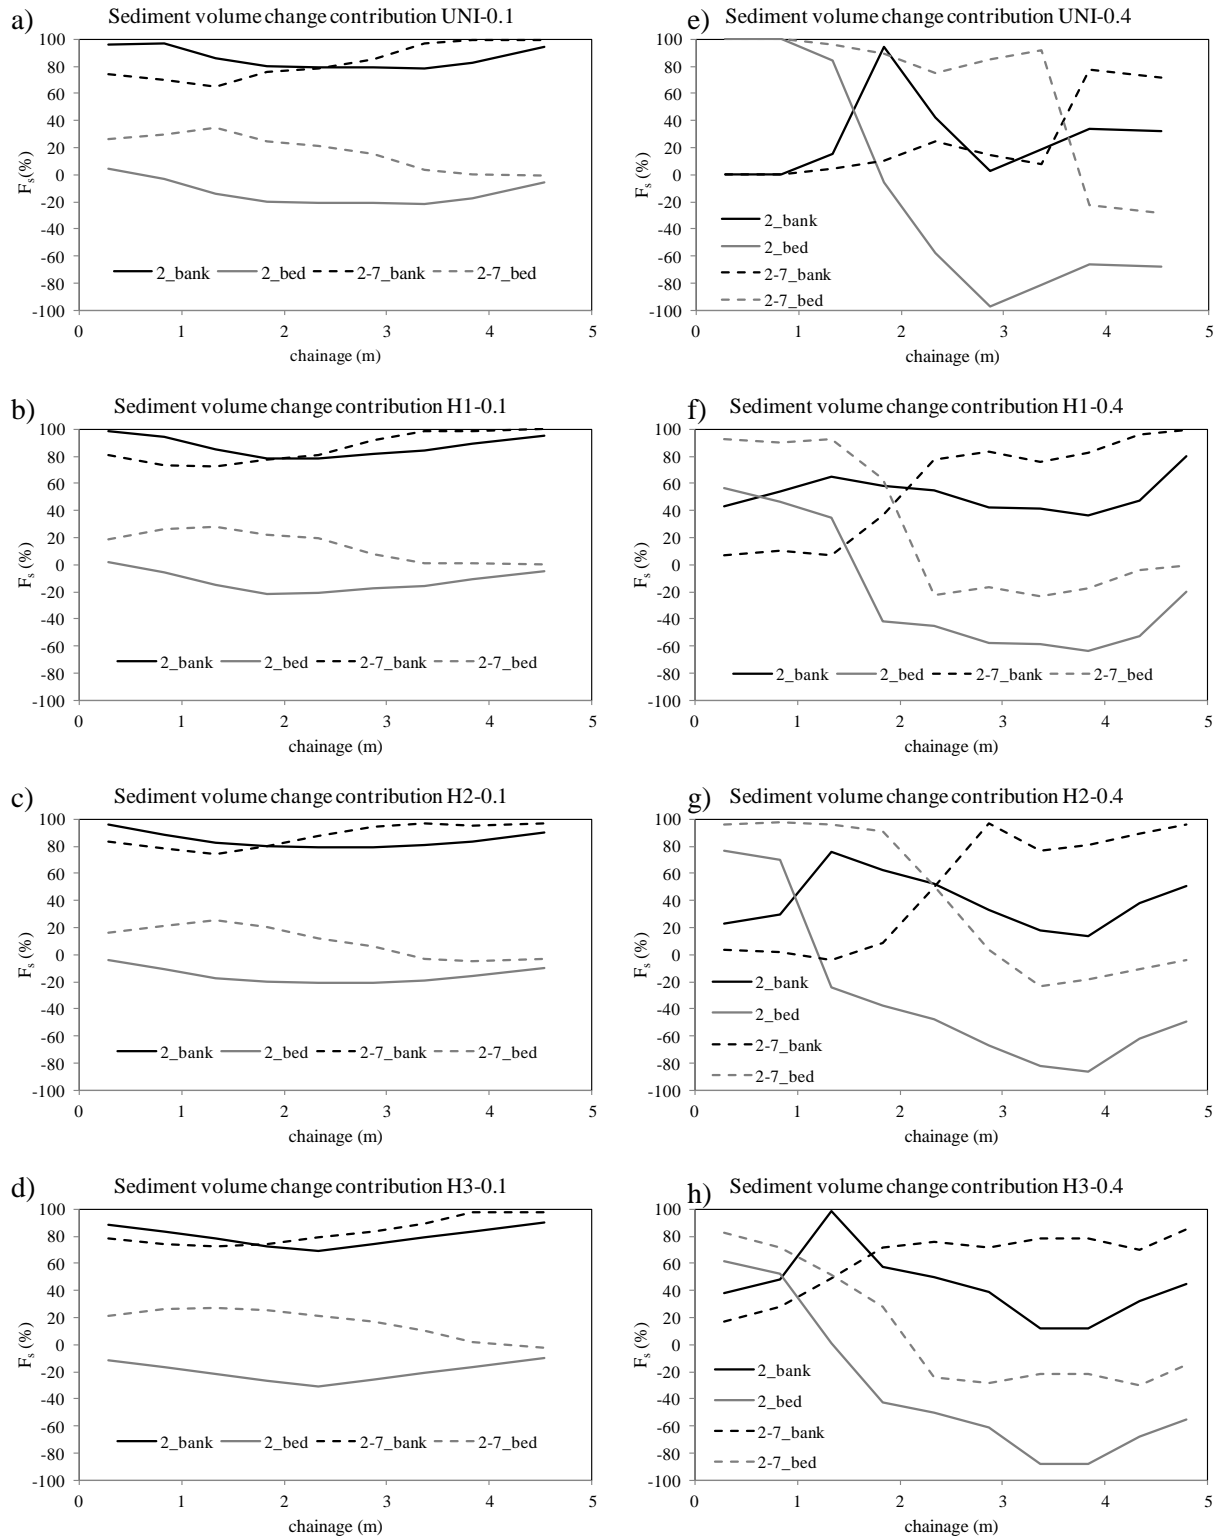 a) Sediment volume change contribution UNI-0.1
100
80
60
40
20
0
-20
-40
-60
-80
-100
Fs(%)
2_bank 2_bed 2-7_bank 2-7_bed
0 1 2 3 4 5
chainage (m)
e) Sediment volume change contribution UNI-0.4
100
80
60
40
20
0
-20
-40
-60
-80
-100
Fs (%)
2_bank
2_bed
2-7_bank
2-7_bed
0 1 2 3 4 5
chainage (m)
b) Sediment volume change contribution H1-0.1
100
80
60
40
20
0
-20
-40
-60
-80
-100
Fs (%)
2_bank 2_bed 2-7_bank 2-7_bed
0 1 2 3 4 5
chainage (m)
f) Sediment volume change contribution H1-0.4
100
80
60
40
20
0
-20
-40
-60
-80
-100
Fs (%)
2_bank 2_bed 2-7_bank 2-7_bed
0 1 2 3 4 5
chainage (m)
c) Sediment volume change contribution H2-0.1
100
80
60
40
20
0
-20
-40
-60
-80
-100
Fs (%)
2_bank 2_bed 2-7_bank 2-7_bed
0 1 2 3 4 5
chainage (m)
g) Sediment volume change contribution H2-0.4
100
80
60
40
20
0
-20
-40
-60
-80
-100
Fs (%)
2_bank
2_bed
2-7_bank
2-7_bed
0 1 2 3 4 5
chainage (m)
d) Sediment volume change contribution H3-0.1
100
80
60
40
20
0
-20
-40
-60
-80
-100
Fs (%)
2_bank 2_bed 2-7_bank 2-7_bed
0 1 2 3 4 5
chainage (m)
h) Sediment volume change contribution H3-0.4
100
80
60
40
20
0
-20
-40
-60
-80
-100
Fs (%)
2_bank
2_bed
2-7_bank
2-7_bed
0 1 2 3 4 5
chainage (m)